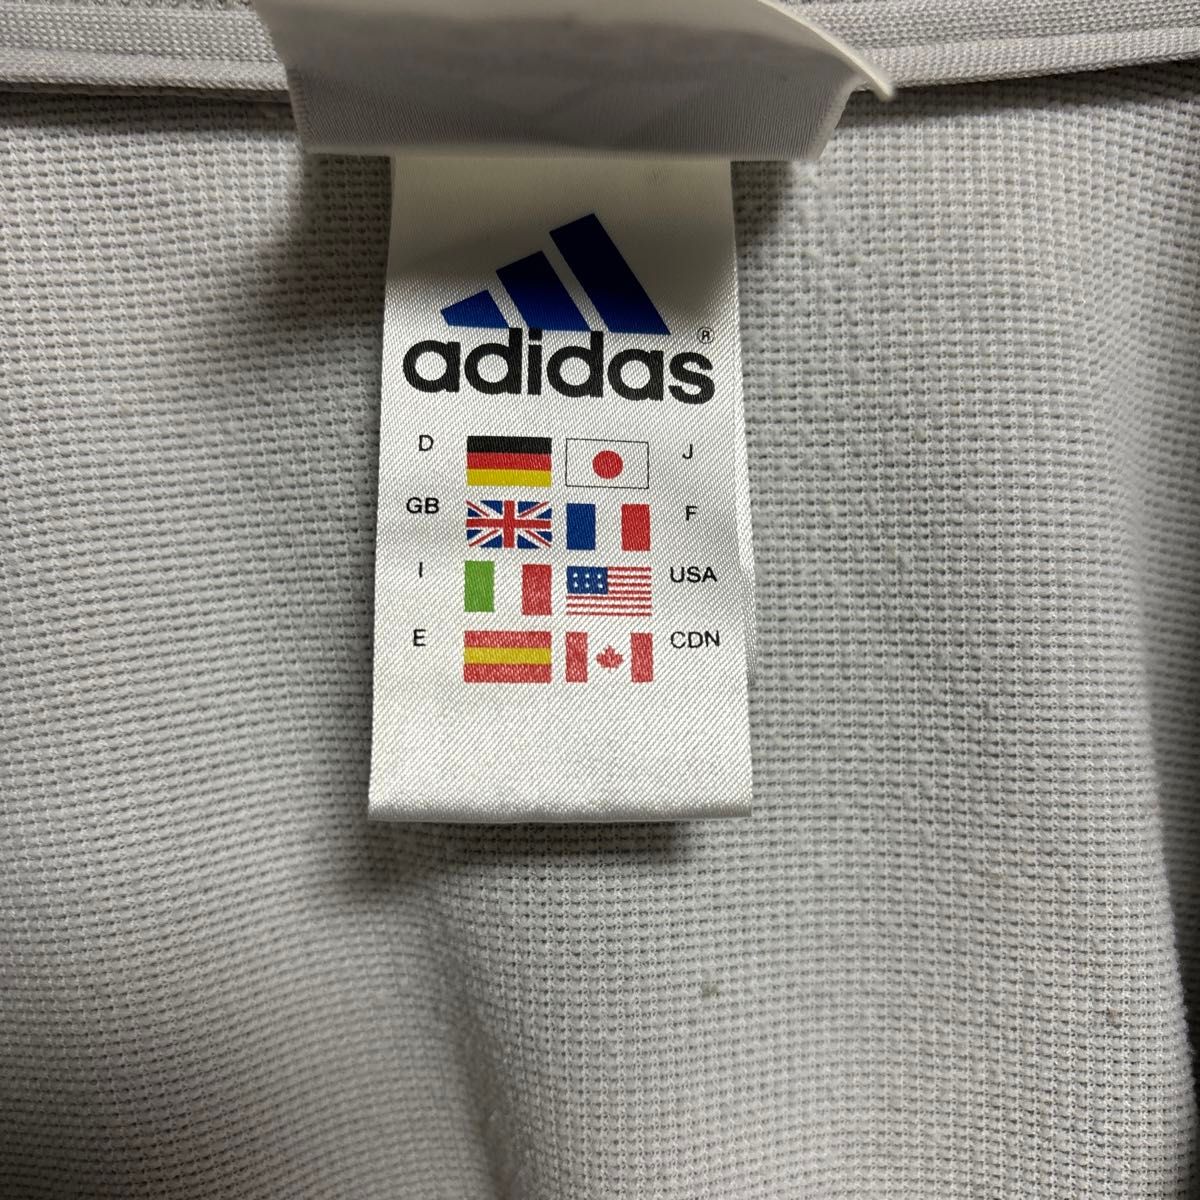 adidas®
D J
GB F
I USA
E CDN